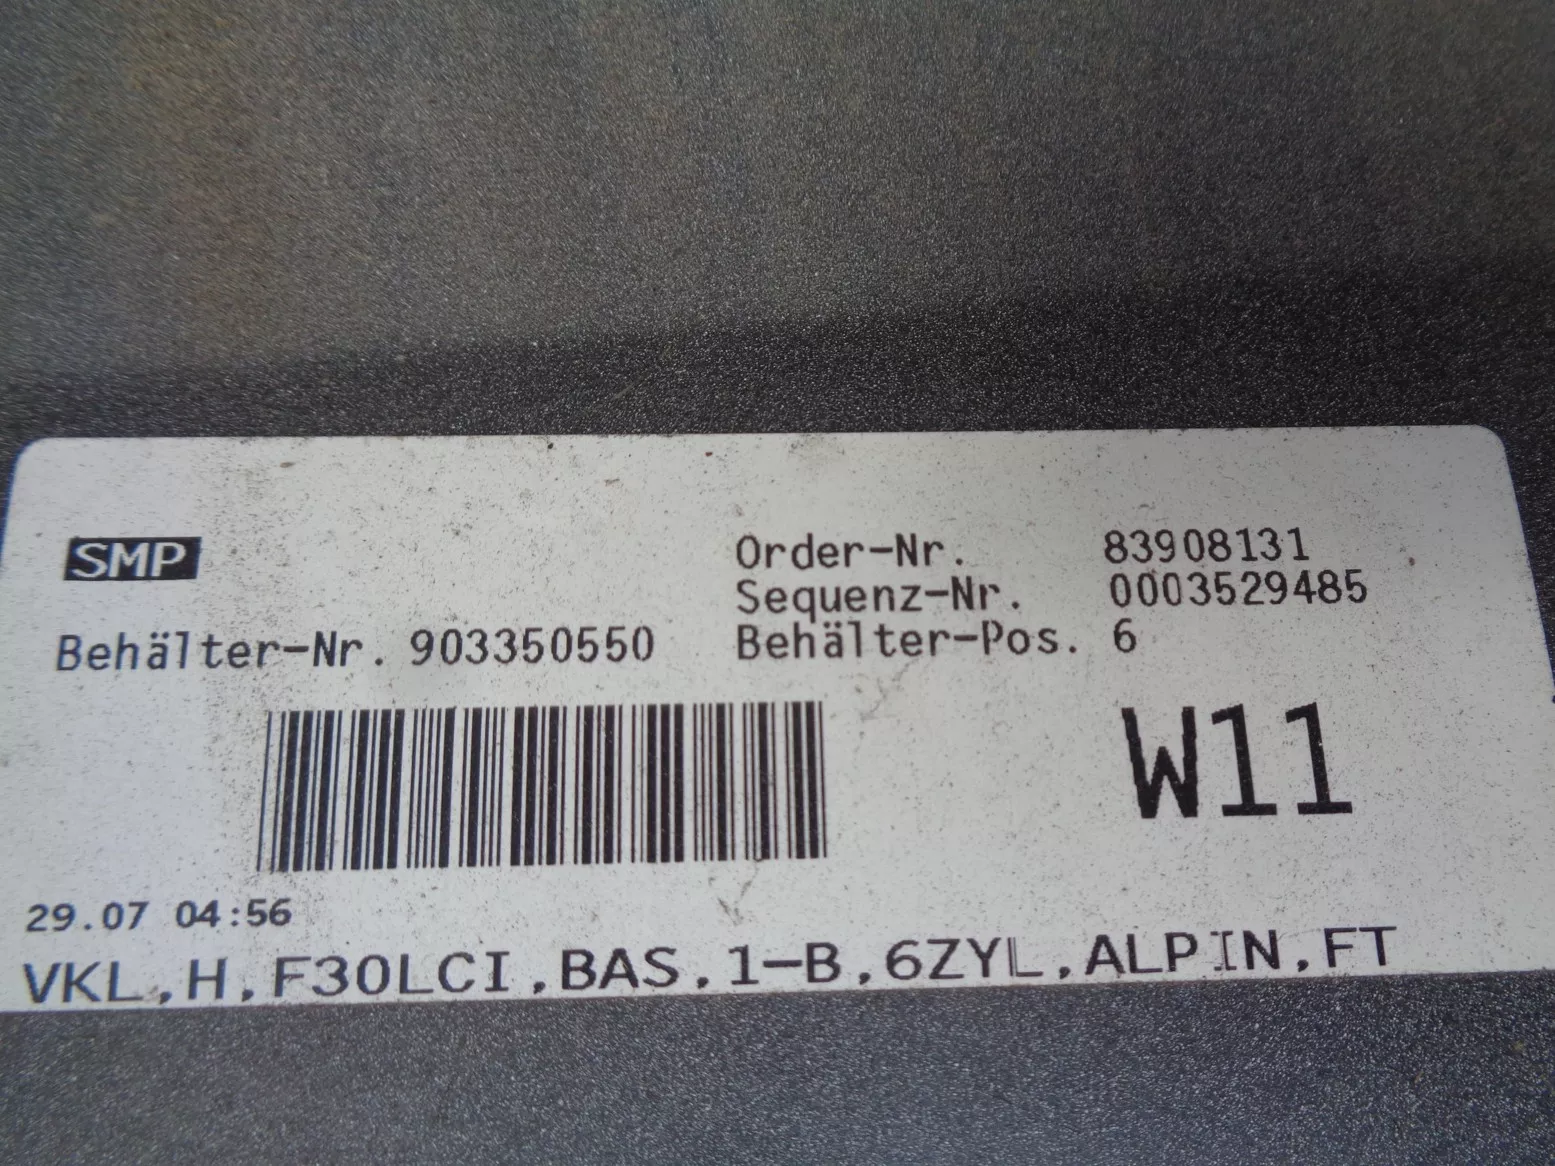 SMP
Order-Nr. 83908131
Sequenz-Nr. 0003529485
Behälter-Nr. 903350550 Behälter-Pos. 6
W11
29.07 04:56
VKL,H,F30LCI,BAS,1-B,6ZYL,ALPIN,FT